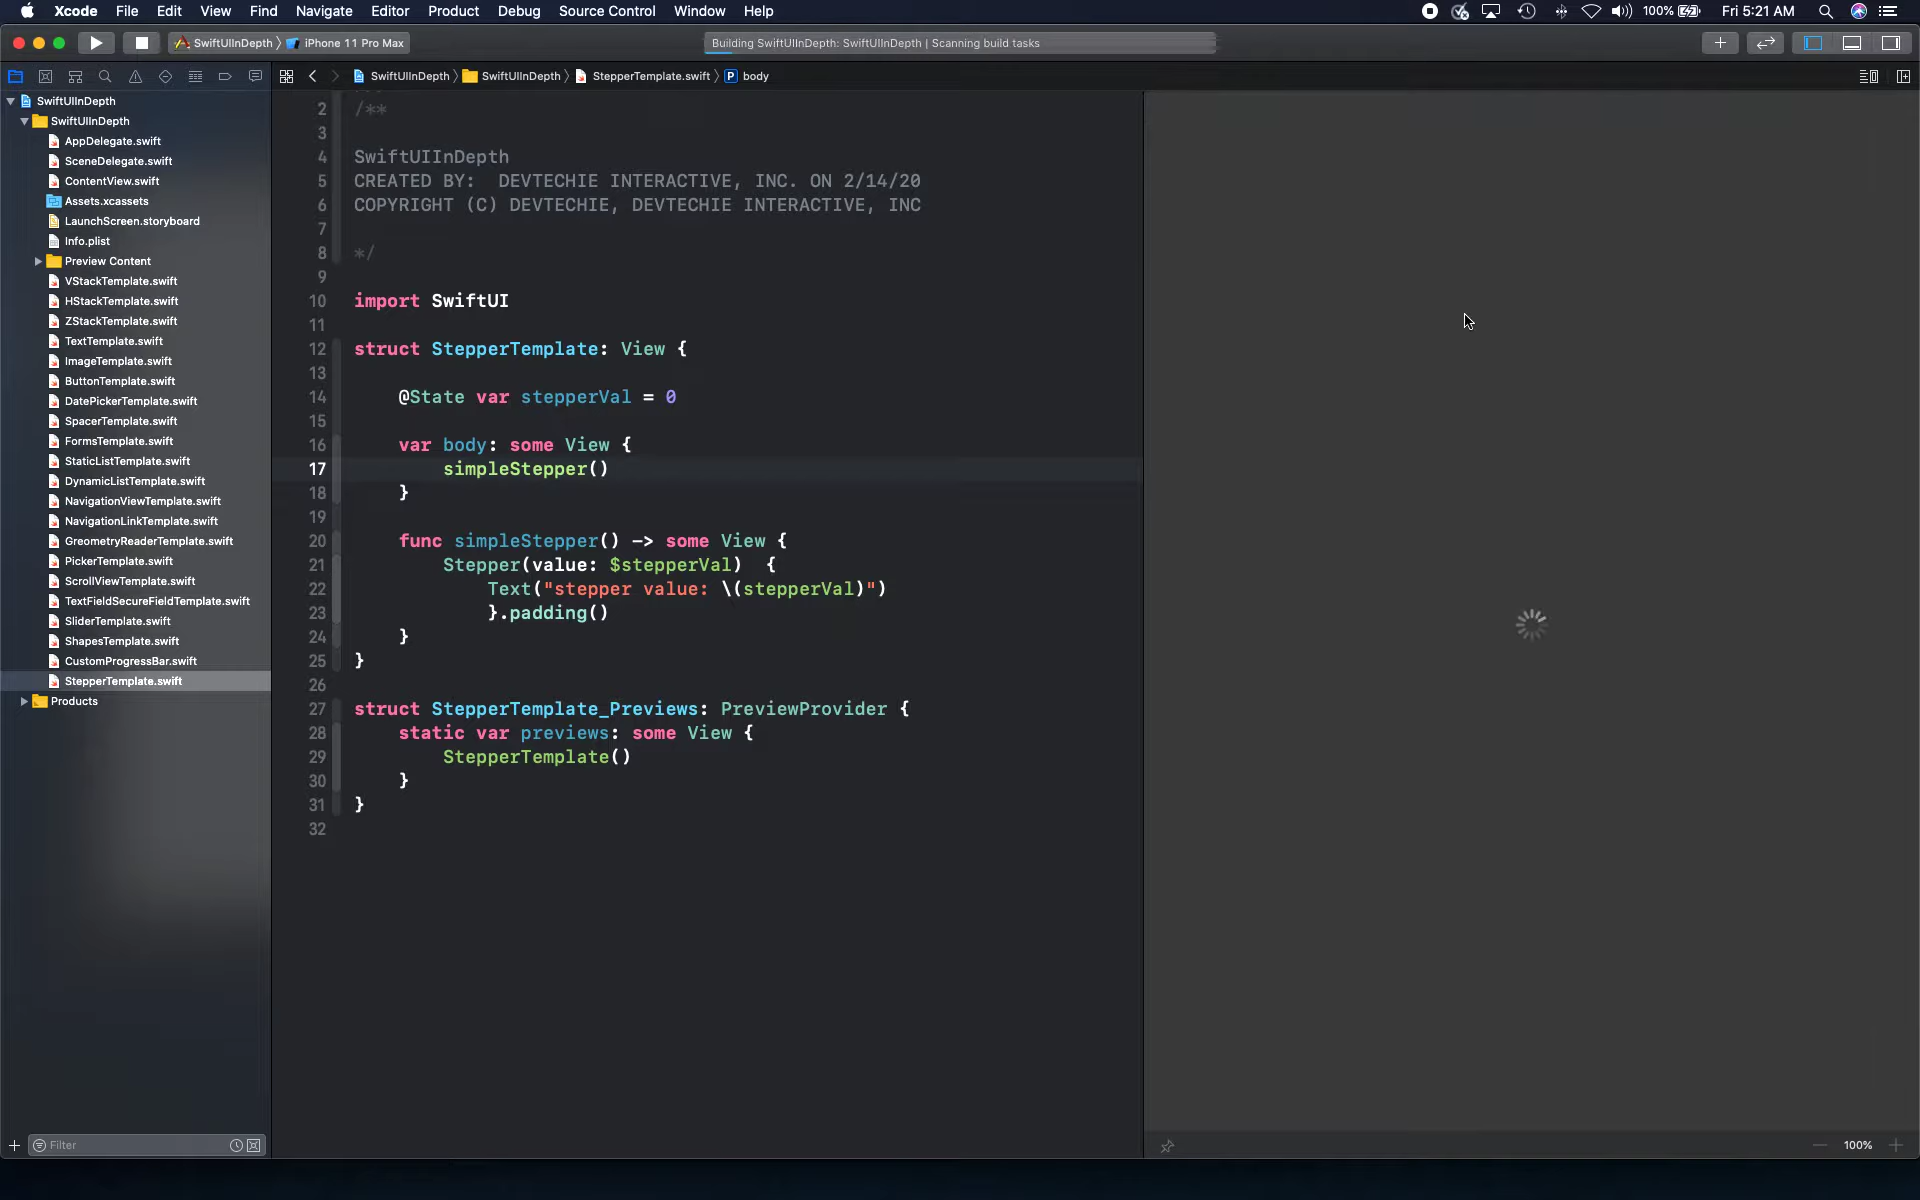 Xcode File Edit View Find Navigate Editor Product Debug Source Control Window Help 100% Fri 5:21 AM
SwiftUIInDepth iPhone 11 Pro Max Building SwiftUIInDepth: SwiftUIInDepth | Scanning build tasks
SwiftUIInDepth SwiftUIInDepth StepperTemplate.swift P body
SwiftUIInDepth
SwiftUIInDepth
AppDelegate.swift
SceneDelegate.swift
ContentView.swift
Assets.xcassets
LaunchScreen.storyboard
Info.plist
Preview Content
VStackTemplate.swift
HStackTemplate.swift
ZStackTemplate.swift
TextTemplate.swift
ImageTemplate.swift
ButtonTemplate.swift
DatePickerTemplate.swift
SpacerTemplate.swift
FormsTemplate.swift
StaticListTemplate.swift
DynamicListTemplate.swift
NavigationViewTemplate.swift
NavigationLinkTemplate.swift
GreometryReaderTemplate.swift
PickerTemplate.swift
ScrollViewTemplate.swift
TextFieldSecureFieldTemplate.swift
SliderTemplate.swift
ShapesTemplate.swift
CustomProgressBar.swift
StepperTemplate.swift
Products
Filter
2 /**
3
4 SwiftUIInDepth
5 CREATED BY: DEVTECHIE INTERACTIVE, INC. ON 2/14/20
6 COPYRIGHT (C) DEVTECHIE, DEVTECHIE INTERACTIVE, INC
7
8 */
9
10 import SwiftUI
11
12 struct StepperTemplate: View {
13
14 @State var stepperVal = 0
15
16 var body: some View {
17 simpleStepper()
18 }
19
20 func simpleStepper() -> some View {
21 Stepper(value: $stepperVal)  {
22 Text("stepper value: \(stepperVal)")
23 }.padding()
24 }
25 }
26
27 struct StepperTemplate_Previews: PreviewProvider {
28 static var previews: some View {
29 StepperTemplate()
30 }
31 }
32
100%